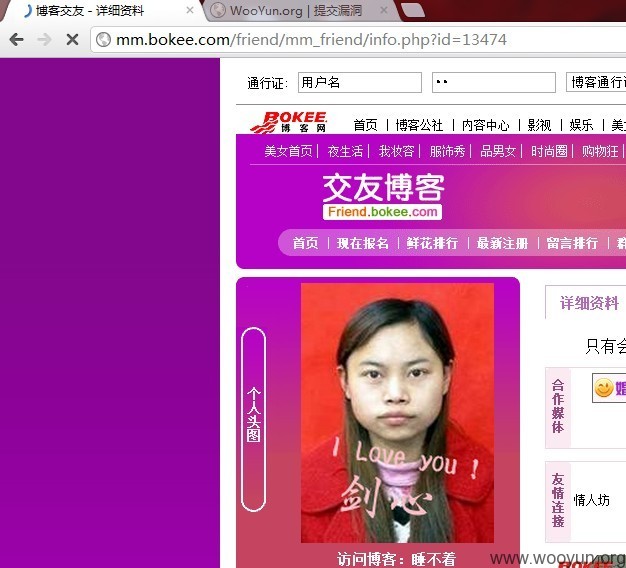 博客交友 - 详细资料
WooYun.org | 提交漏洞
mm.bokee.com/friend/mm_friend/info.php?id=13474
通行证： 用户名 •• 博客通行
BOKEE 博客网 首页 | 博客公社 | 内容中心 | 影视 | 娱乐 |
美女首页 | 夜生活 | 我妆容 | 服饰秀 | 品男女 | 时尚圈 | 购物狂 |
交友博客
Friend.bokee.com
首页 | 现在报名 | 鲜花排行 | 最新注册 | 留言排行 |
详细资料
只有会
个人头图
I Love you !
剑心
合作媒体
友情连接
情人坊
访问博客：睡不着
www.wooyun.org